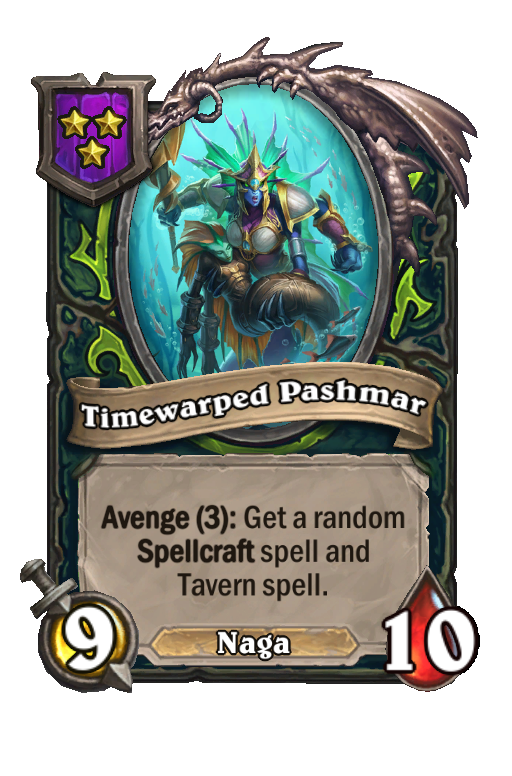 Timewarped Pashmar
Avenge (3): Get a random
Spellcraft spell and
Tavern spell.
9
Naga
10